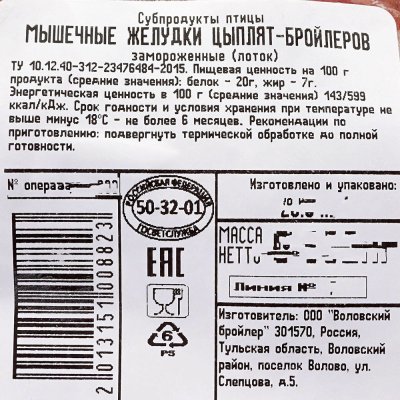 Субпродукты птицы
МЫШЕЧНЫЕ ЖЕЛУДКИ ЦЫПЛЯТ-БРОЙЛЕРОВ
замороженные (лоток)
ТУ 10.12.40-312-23476484-2015. Пищевая ценность на 100 г
продукта (средние значения): белок - 20г, жир - 7г.
Энергетическая ценность в 100 г (средние значения) 143/599
ккал/кДж. Срок годности и условия хранения при температуре не
выше минус 18°С - не более 6 месяцев. Рекомендации по
приготовлению: подвергнуть термической обработке до полной
готовности.
№ опера
РОССИЙСКАЯ ФЕДЕРАЦИЯ
50-32-01
ГОСВЕТСЛУЖБА
Изготовлено и упаковано:
МАССА
НЕТТО
Линия №
EAC
6
PS
2013151008823
Изготовитель: ООО "Воловский
бройлер" 301570, Россия,
Тульская область, Воловский
район, поселок Волово, ул.
Слепцова, д.5.